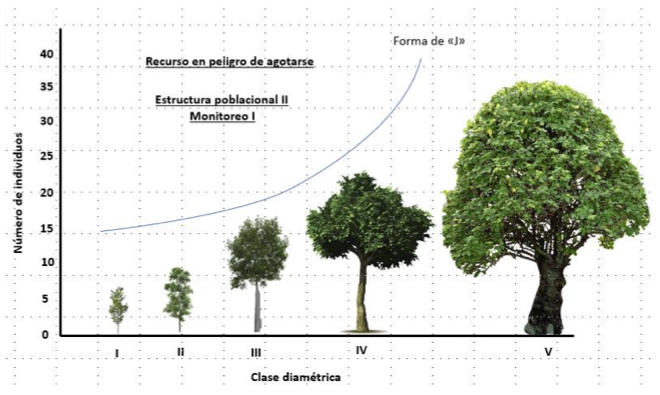 Forma de «J»
Recurso en peligro de agotarse
Estructura poblacional II
Monitoreo I
Número de individuos
40
35
30
25
20
15
10
5
0
I
Ii
III
IV
V
Clase diamétrica